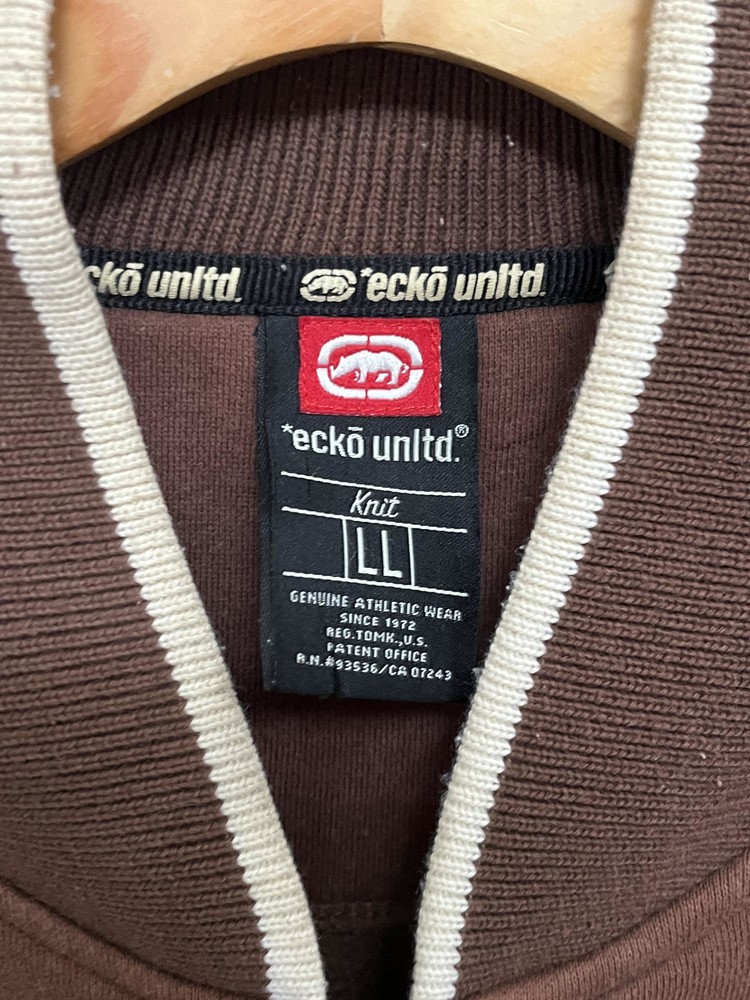 ckō unltd. *eckō unltd.
*eckō unltd.®
Knit
LL
GENUINE ATHLETIC WEAR
SINCE 1972
REG.TDMK.,U.S.
PATENT OFFICE
R.N.#93536/CA 07243